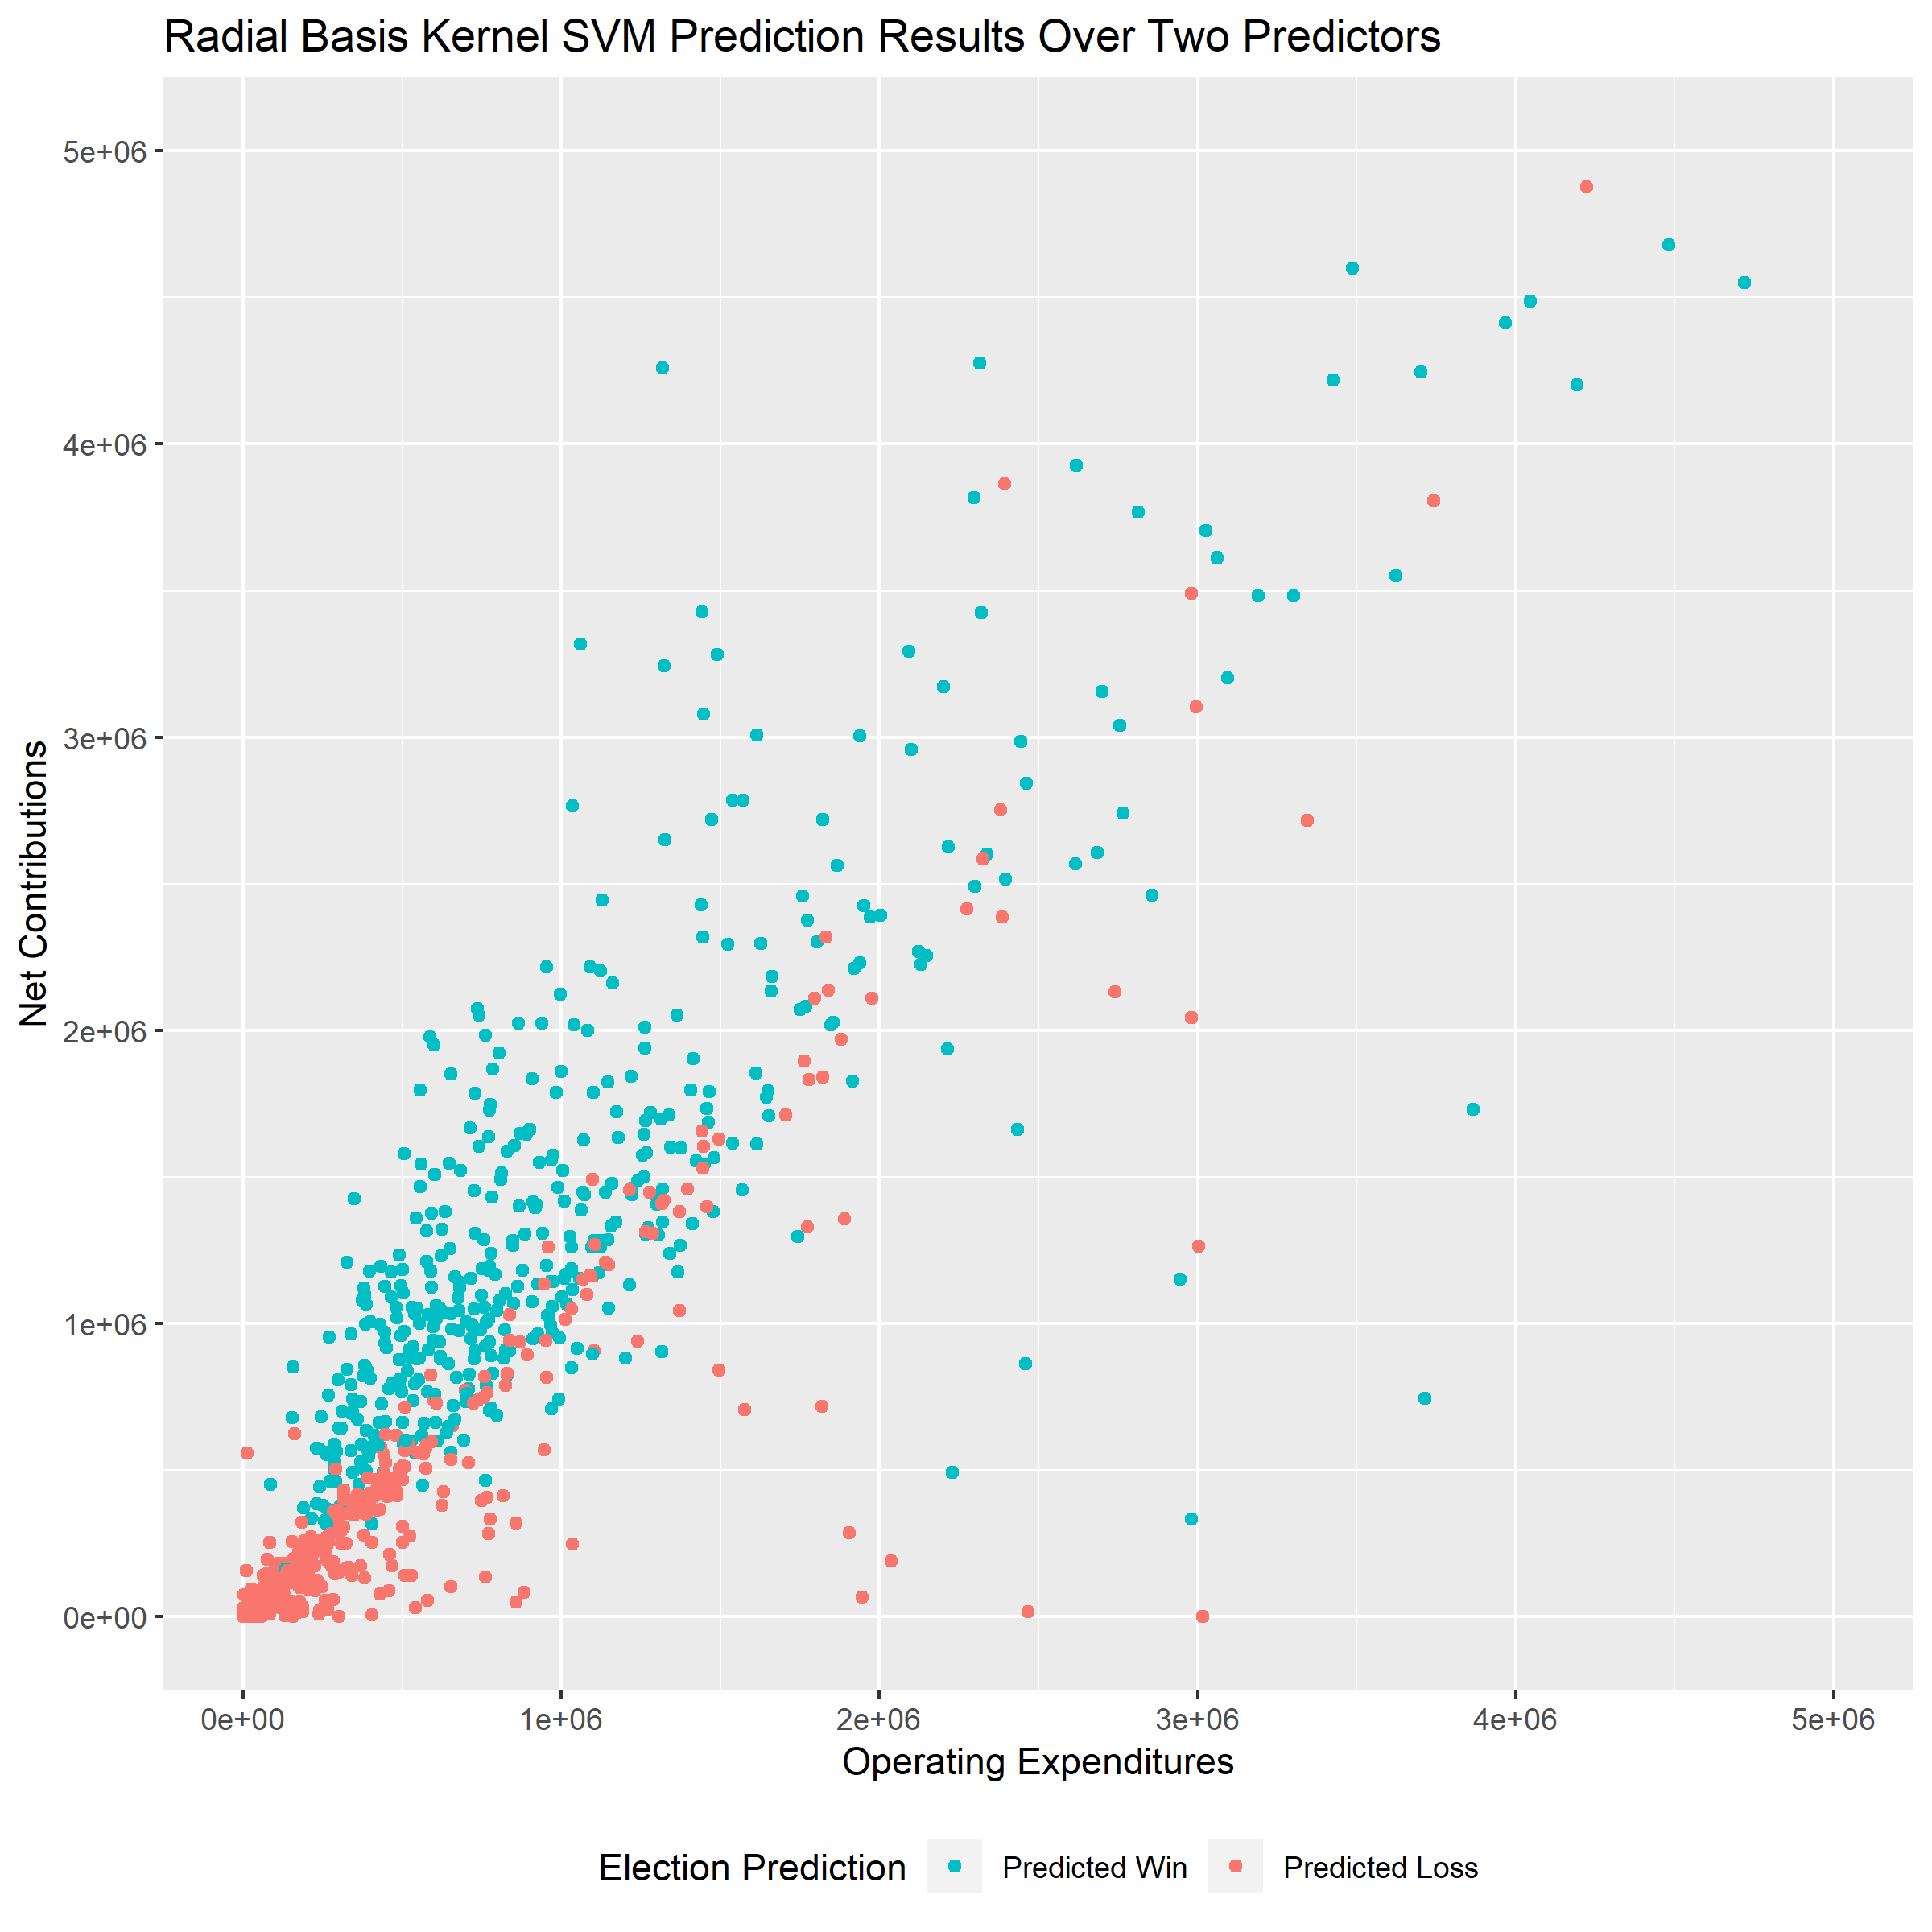 Radial Basis Kernel SVM Prediction Results Over Two Predictors
5e+06
4e+06
3e+06
2e+06
1e+06
0e+00
Net Contributions
0e+00 1e+06 2e+06 3e+06 4e+06 5e+06
Operating Expenditures
Election Prediction Predicted Win Predicted Loss